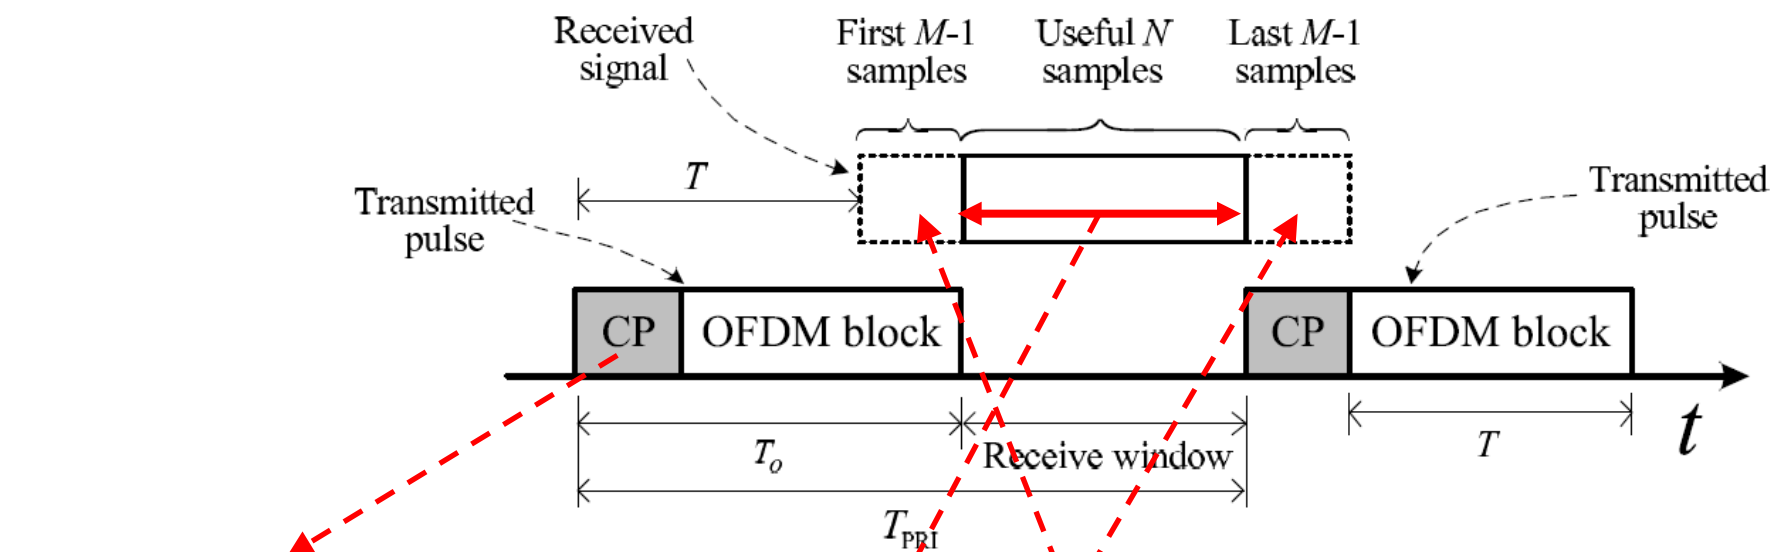 Received
signal
First M-1
samples
Useful N
samples
Last M-1
samples
T
Transmitted
pulse
Transmitted
pulse
CP
OFDM block
CP
OFDM block
t
To
Receive window
T
TPRI